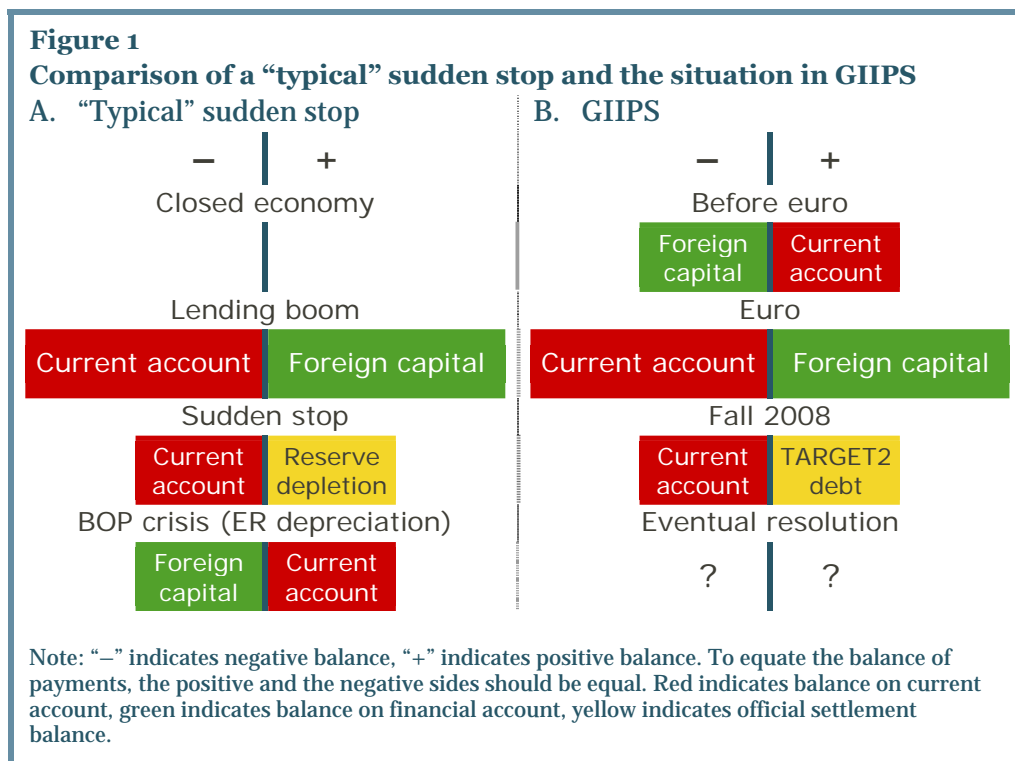 Figure 1
Comparison of a “typical” sudden stop and the situation in GIIPS
A. “Typical” sudden stop
− +
Closed economy
Lending boom
Current account Foreign capital
Sudden stop
Current Reserve
account depletion
BOP crisis (ER depreciation)
Foreign Current
capital account
B. GIIPS
− +
Before euro
Foreign Current
capital account
Euro
Current account Foreign capital
Fall 2008
Current TARGET2
account debt
Eventual resolution
? ?
Note: “–” indicates negative balance, “+” indicates positive balance. To equate the balance of
payments, the positive and the negative sides should be equal. Red indicates balance on current
account, green indicates balance on financial account, yellow indicates official settlement
balance.